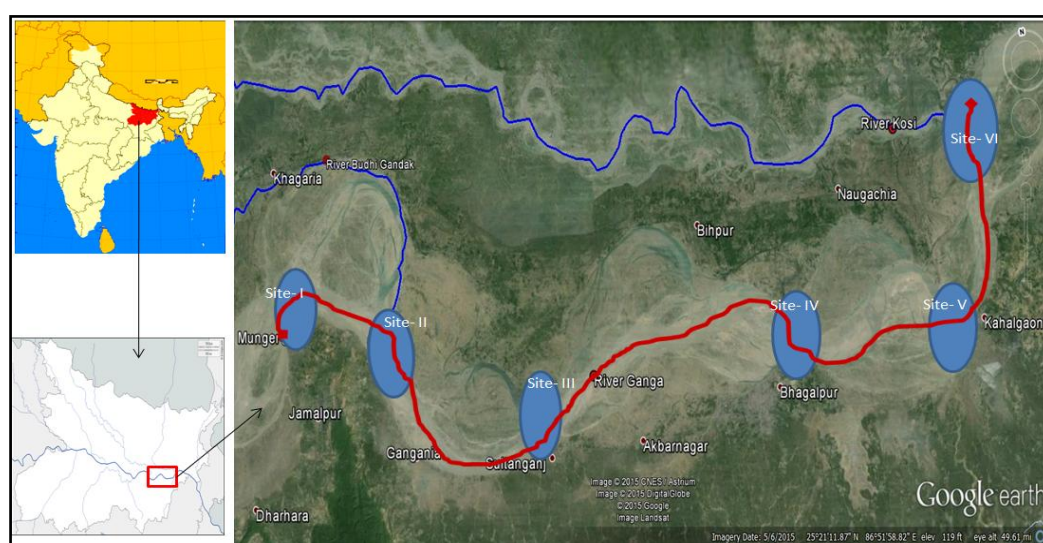 River Kosi
Site- VI
River Budhi Gandak
Khagaria
Naugachia
Bihpur
Site- I
Site- II
Site- IV
Site- V
Munger
Kahalgaon
Site- III
River Ganga
Bhagalpur
Jamalpur
Gangania
Sultanganj
Akbarnagar
Image © 2015 CNES / Astrium
Image © 2015 DigitalGlobe
© 2015 Google
Image Landsat
Dharhara
Google earth
Imagery Date: 5/6/2015 25°21'11.87" N 86°51'58.82" E elev 119 ft eye alt 49.61 mi